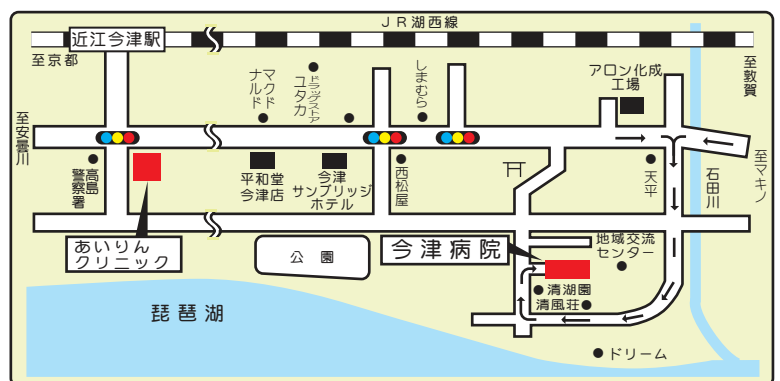 JR湖西線
近江今津駅
至京都
至敦賀
マクド
ナルド
ドラッグストア
ユタカ
しまむら
アロン化成
工場
至安曇川
至マキノ
高島
警察署
平和堂
今津店
今津
サンブリッジ
ホテル
西松屋
天平
石田川
あいりん
クリニック
公園
今津病院
地域交流
センター
清湖園
清風荘
琵琶湖
ドリーム